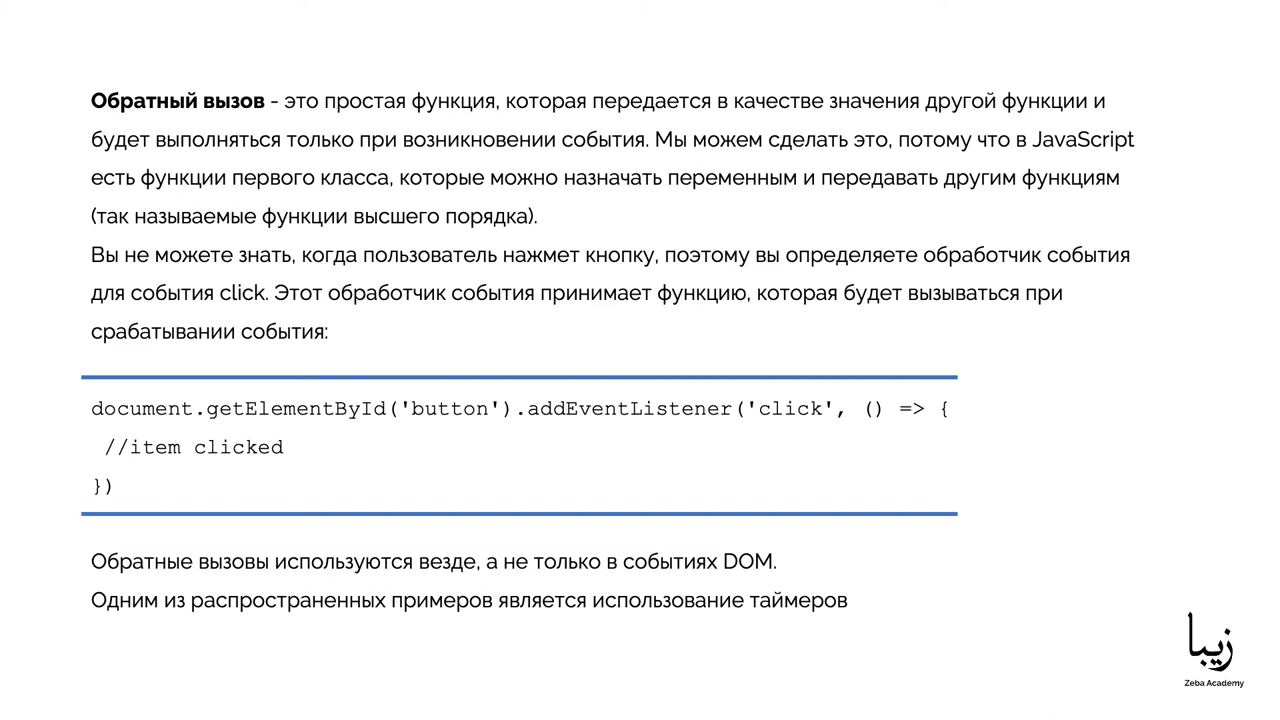 Обратный вызов - это простая функция, которая передается в качестве значения другой функции и
будет выполняться только при возникновении события. Мы можем сделать это, потому что в JavaScript
есть функции первого класса, которые можно назначать переменным и передавать другим функциям
(так называемые функции высшего порядка).
Вы не можете знать, когда пользователь нажмет кнопку, поэтому вы определяете обработчик события
для события click. Этот обработчик события принимает функцию, которая будет вызываться при
срабатывании события:
document.getElementById('button').addEventListener('click', () => {
 //item clicked
})
Обратные вызовы используются везде, а не только в событиях DOM.
Одним из распространенных примеров является использование таймеров
زیبا
Zeba Academy